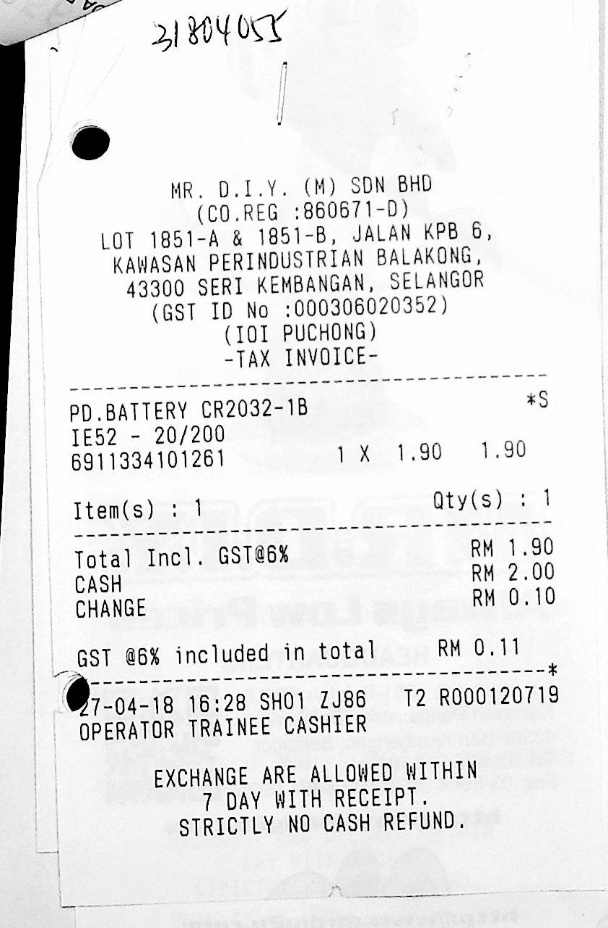 31804055
MR. D.I.Y. (M) SDN BHD
(CO.REG :860671-D)
LOT 1851-A & 1851-B, JALAN KPB 6,
KAWASAN PERINDUSTRIAN BALAKONG,
43300 SERI KEMBANGAN, SELANGOR
(GST ID No :000306020352)
(IOI PUCHONG)
-TAX INVOICE-
PD.BATTERY CR2032-1B *S
IE52 - 20/200
6911334101261 1 X 1.90 1.90
Item(s) : 1 Qty(s) : 1
Total Incl. GST@6% RM 1.90
CASH RM 2.00
CHANGE RM 0.10
GST @6% included in total RM 0.11
27-04-18 16:28 SH01 ZJ86 T2 R000120719
OPERATOR TRAINEE CASHIER
EXCHANGE ARE ALLOWED WITHIN
7 DAY WITH RECEIPT.
STRICTLY NO CASH REFUND.